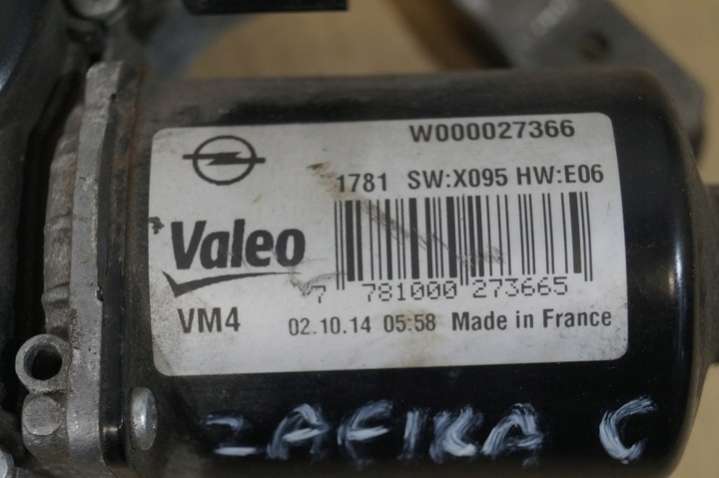 W000027366
1781 SW:X095 HW:E06
Valeo
7 781000 273665
VM4 02.10.14 05:58 Made in France
ZAFIRA C